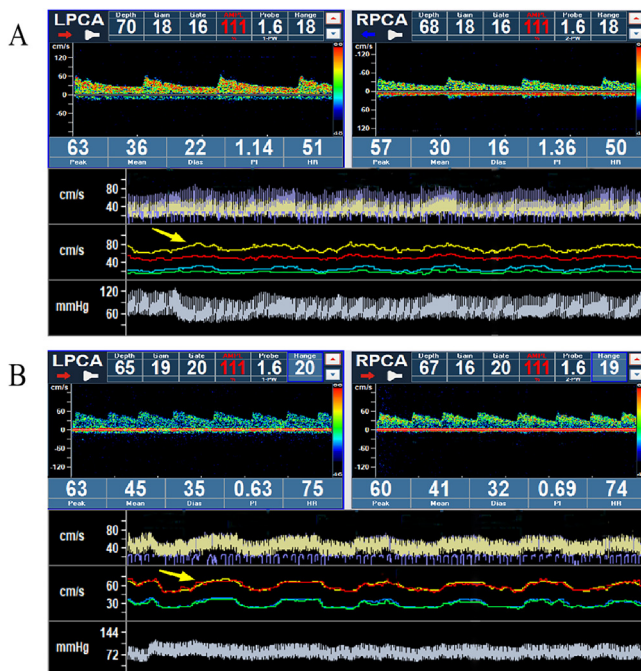 A
LPCA Depth Gain Gate Probe Range
70 18 16 111 1.6 18
cm/s
120
60
0
-60
-120
63 36 22 1.14 51
Peak Mean Dias PI HR
RPCA Depth Gain Gate Probe Range
68 18 16 111 1.6 18
cm/s
120
60
0
-60
-120
57 30 16 1.36 50
Peak Mean Dias PI HR
cm/s 80
40
cm/s 80
40
mmHg 120
60
B
LPCA Depth Gain Gate Probe Range
65 19 20 111 1.6 20
cm/s
60
0
-60
-120
63 45 35 0.63 75
Peak Mean Dias PI HR
RPCA Depth Gain Gate Probe Range
67 16 20 111 1.6 19
cm/s
60
0
-60
-120
60 41 32 0.69 74
Peak Mean Dias PI HR
cm/s 80
40
cm/s 60
30
mmHg 144
72